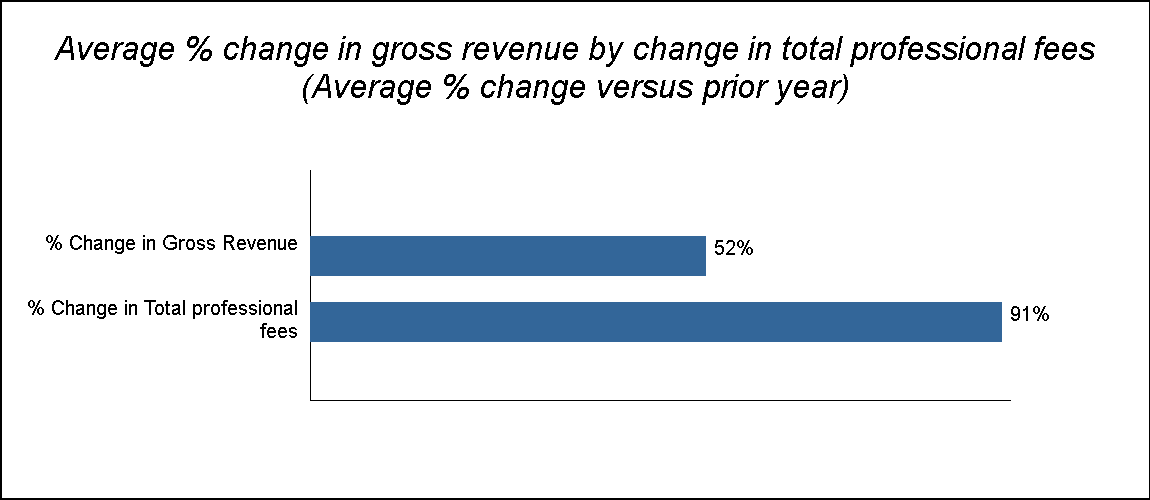 Average % change in gross revenue by change in total professional fees
(Average % change versus prior year)
% Change in Gross Revenue
52%
% Change in Total professional
fees
91%